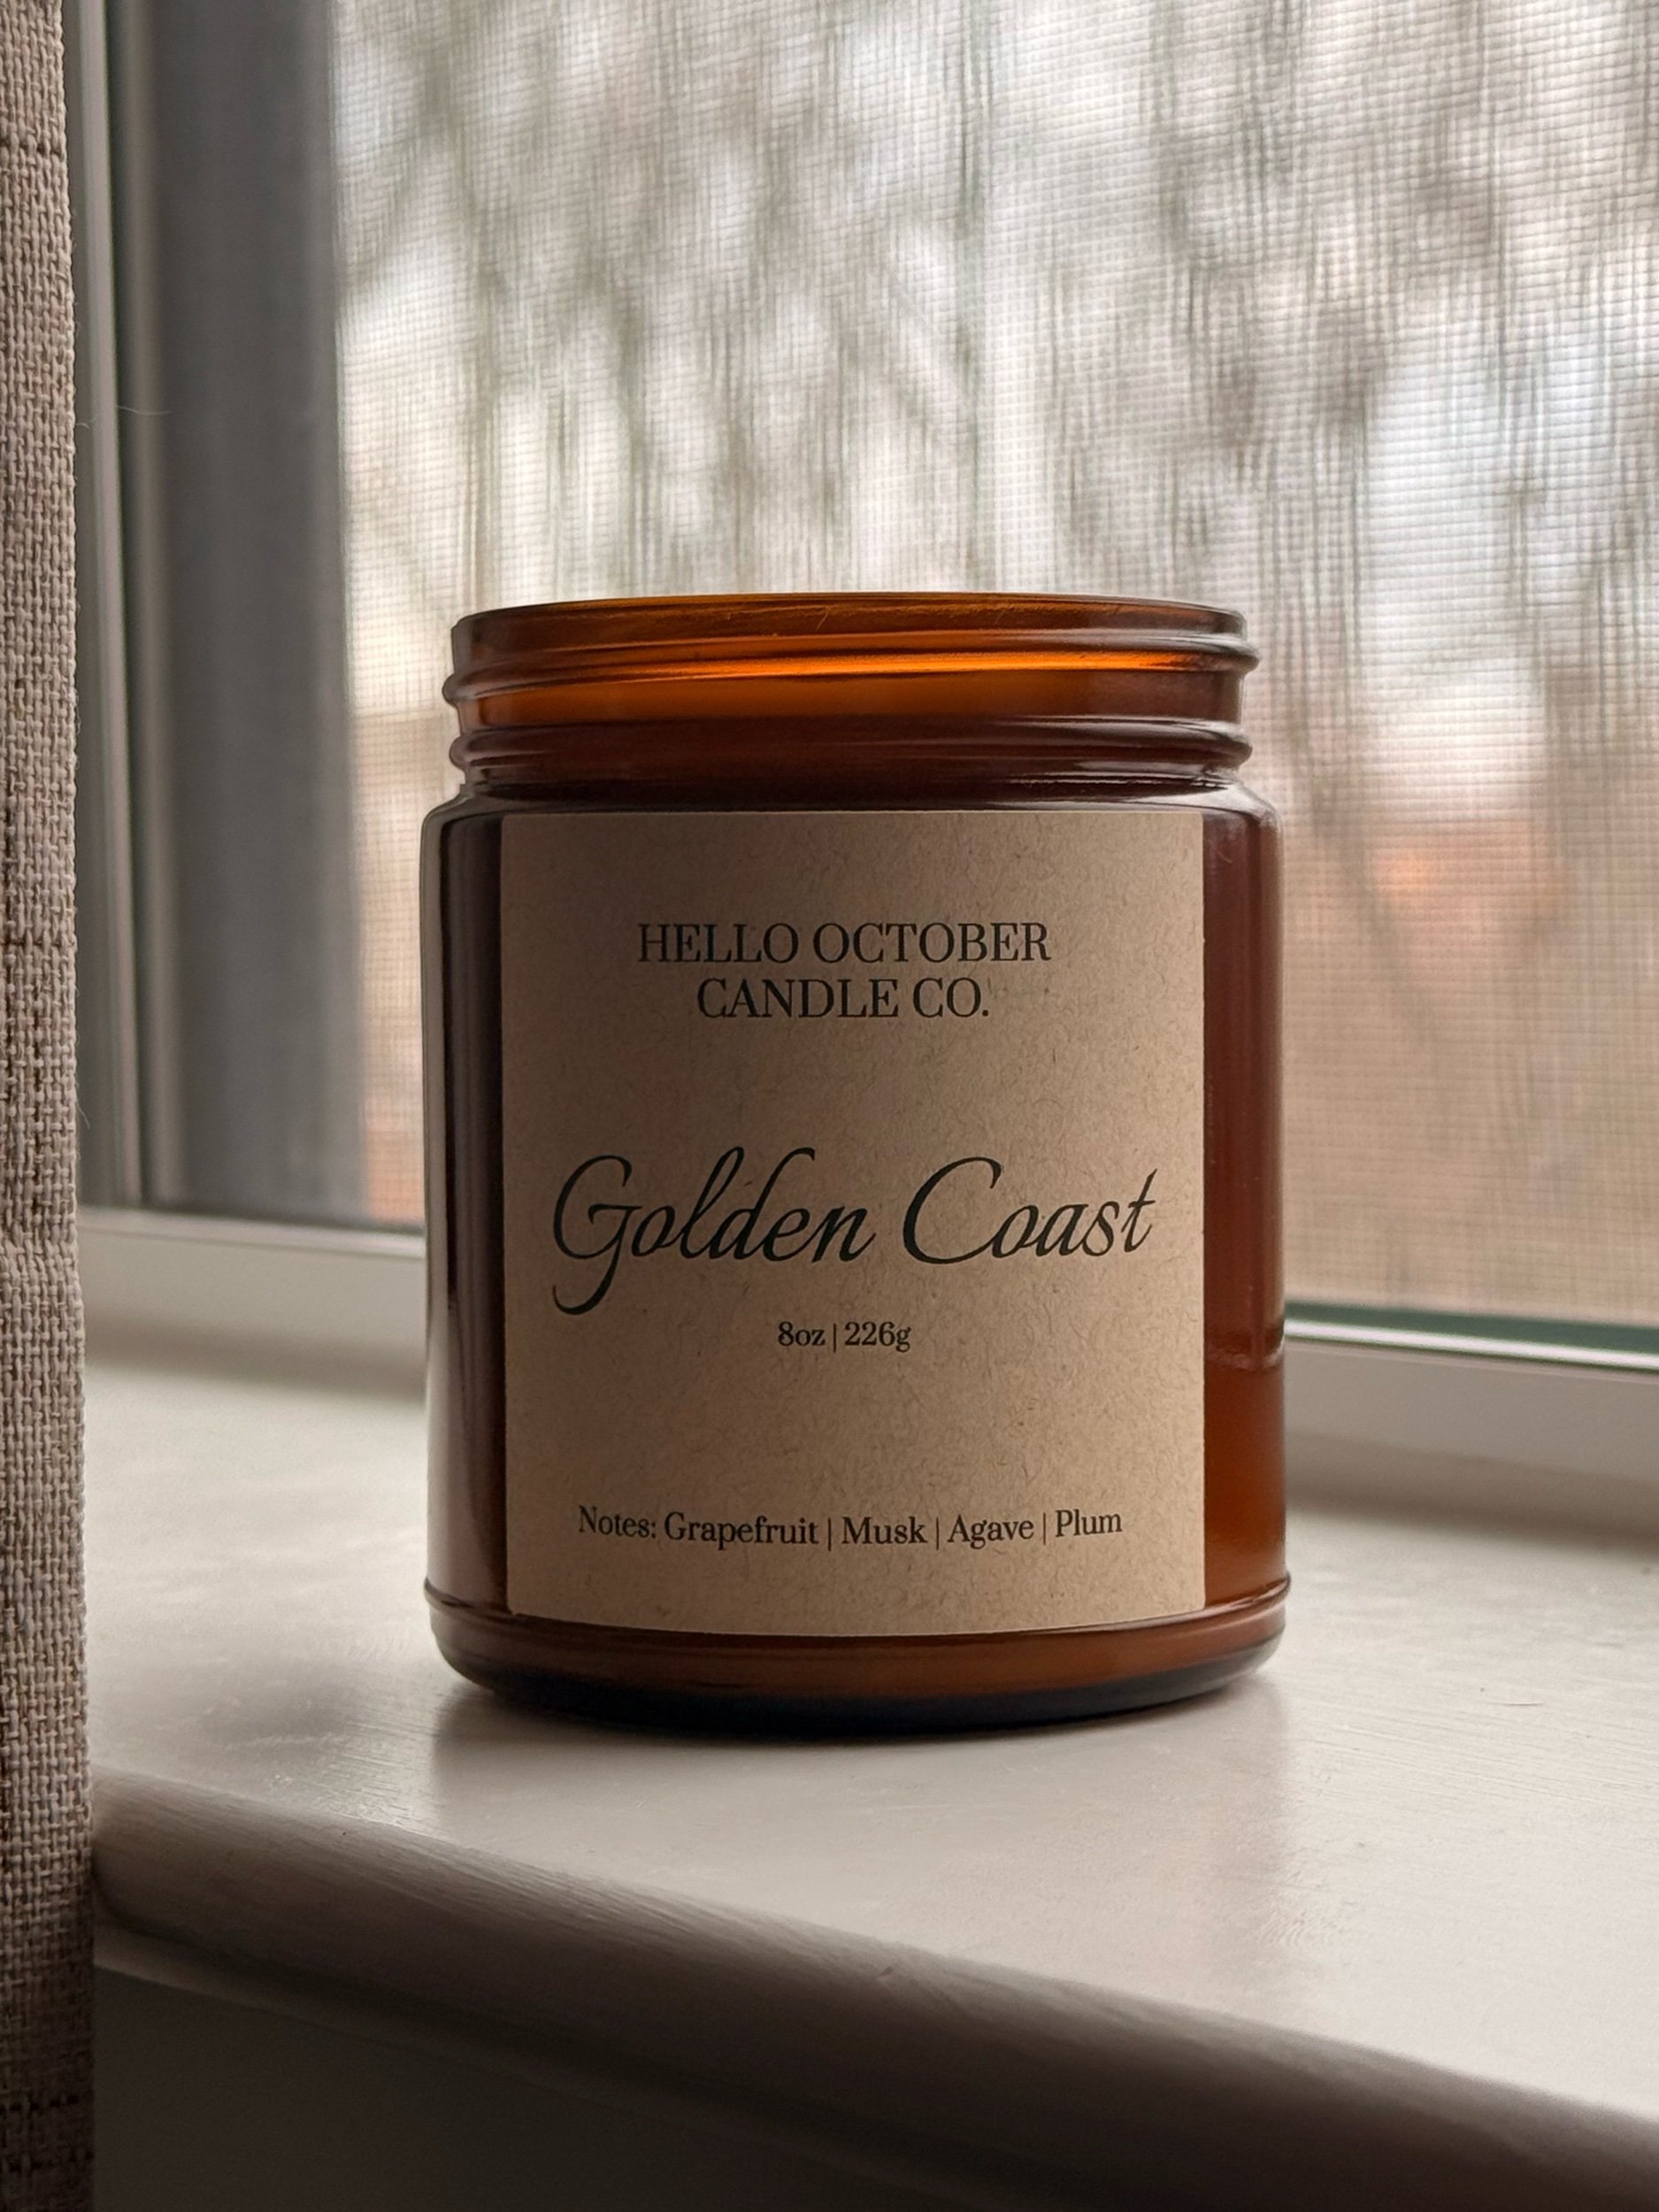 HELLO OCTOBER
CANDLE CO.
Golden Coast
8oz | 226g
Notes: Grapefruit | Musk | Agave | Plum